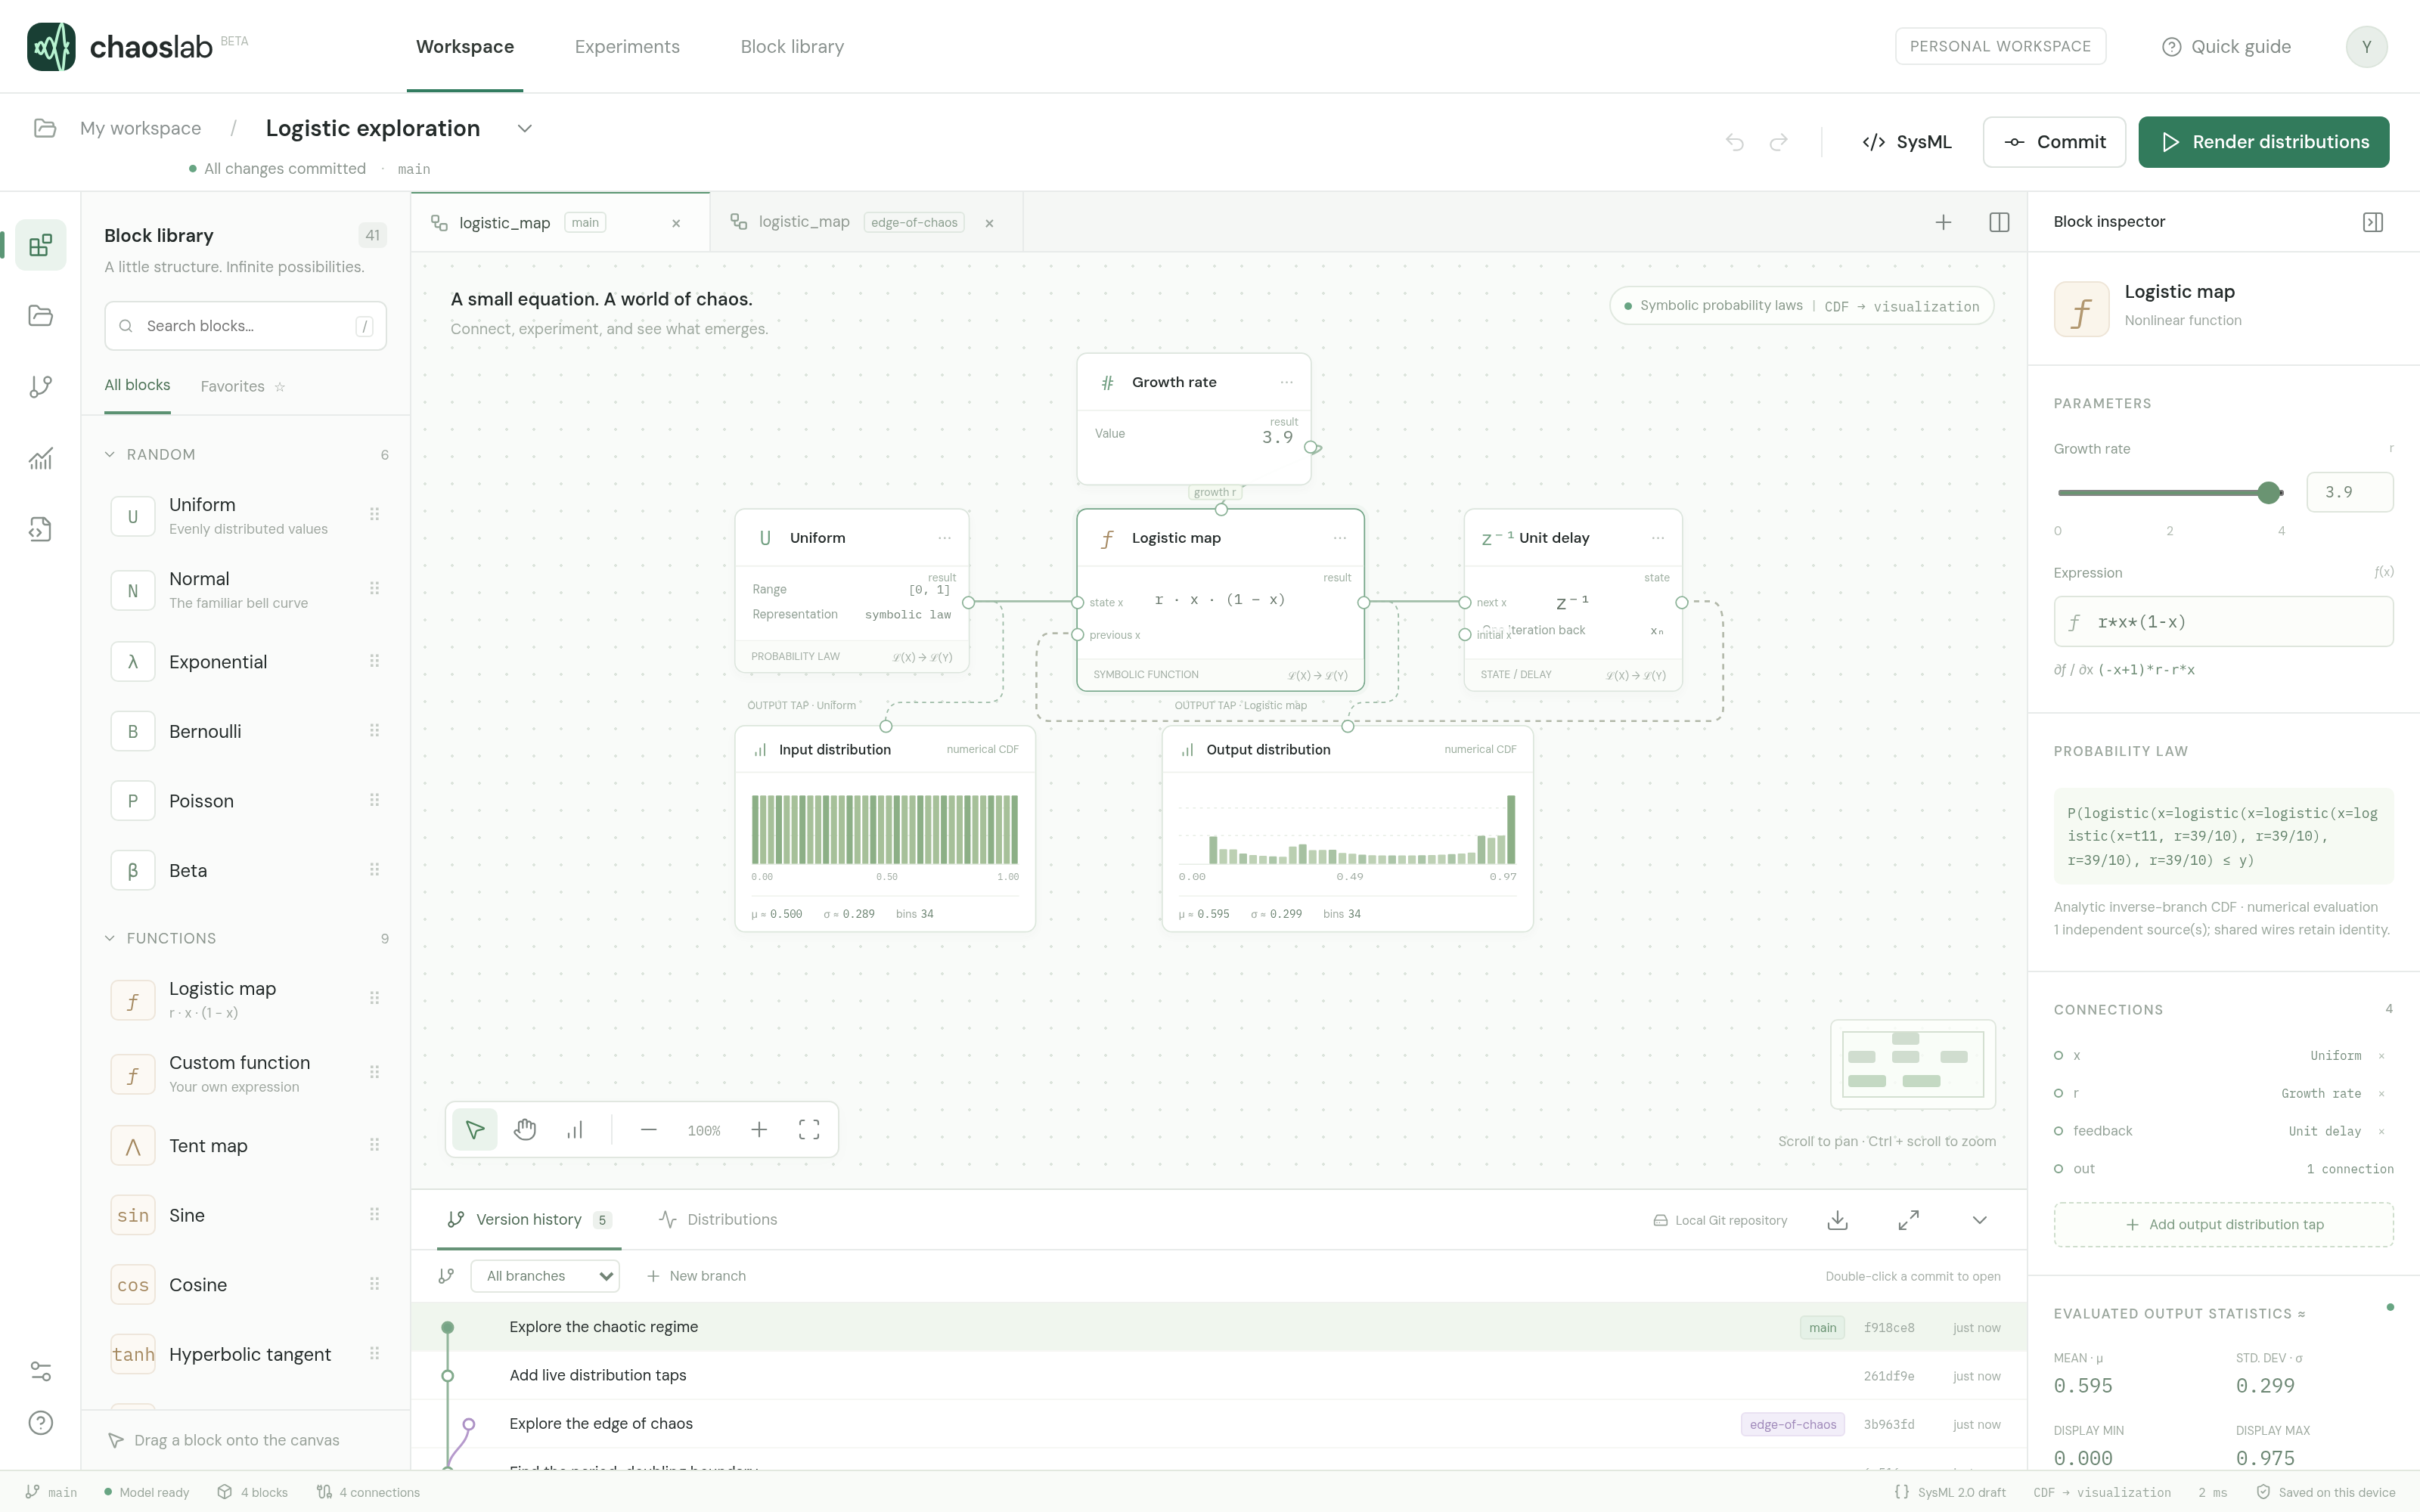 chaoslab BETA
Workspace
Experiments
Block library
PERSONAL WORKSPACE
Quick guide
Y
My workspace / Logistic exploration
All changes committed · main
SysML
Commit
Render distributions
Block library 41
A little structure. Infinite possibilities.
Search blocks... /
All blocks
Favorites ☆
RANDOM 6
U Uniform
Evenly distributed values
N Normal
The familiar bell curve
λ Exponential
B Bernoulli
P Poisson
β Beta
FUNCTIONS 9
ƒ Logistic map
r · x · (1 − x)
ƒ Custom function
Your own expression
⋀ Tent map
sin Sine
cos Cosine
tanh Hyperbolic tangent
Drag a block onto the canvas
logistic_map main ×
logistic_map edge-of-chaos ×
A small equation. A world of chaos.
Connect, experiment, and see what emerges.
Symbolic probability laws | CDF → visualization
# Growth rate ···
result
Value 3.9
growth r
U Uniform ···
result
Range [0, 1]
Representation symbolic law
PROBABILITY LAW ℒ(X) → ℒ(Y)
ƒ Logistic map ···
result
state x r · x · (1 − x)
previous x
SYMBOLIC FUNCTION ℒ(X) → ℒ(Y)
z⁻¹ Unit delay ···
state
next x z⁻¹
initial x iteration back xₙ
STATE / DELAY ℒ(X) → ℒ(Y)
OUTPUT TAP · Uniform
OUTPUT TAP · Logistic map
Input distribution numerical CDF
0.00 0.50 1.00
μ ≈ 0.500 σ ≈ 0.289 bins 34
Output distribution numerical CDF
0.00 0.49 0.97
μ ≈ 0.595 σ ≈ 0.299 bins 34
100%
Scroll to pan · Ctrl + scroll to zoom
Version history 5
Distributions
Local Git repository
All branches
New branch
Double-click a commit to open
Explore the chaotic regime main f918ce8 just now
Add live distribution taps 261df9e just now
Explore the edge of chaos edge-of-chaos 3b963fd just now
Find the period-doubling boundary
Block inspector
ƒ Logistic map
Nonlinear function
PARAMETERS
Growth rate r
3.9
0 2 4
Expression ƒ(x)
ƒ r*x*(1-x)
∂f / ∂x (-x+1)*r-r*x
PROBABILITY LAW
P(logistic(x=logistic(x=logistic(x=log
istic(x=t11, r=39/10), r=39/10),
r=39/10), r=39/10) ≤ y)
Analytic inverse-branch CDF · numerical evaluation
1 independent source(s); shared wires retain identity.
CONNECTIONS 4
x Uniform ×
r Growth rate ×
feedback Unit delay ×
out 1 connection
Add output distribution tap
EVALUATED OUTPUT STATISTICS ≈
MEAN · μ STD. DEV · σ
0.595 0.299
DISPLAY MIN DISPLAY MAX
0.000 0.975
main
Model ready
4 blocks
4 connections
SysML 2.0 draft
CDF → visualization
2 ms
Saved on this device